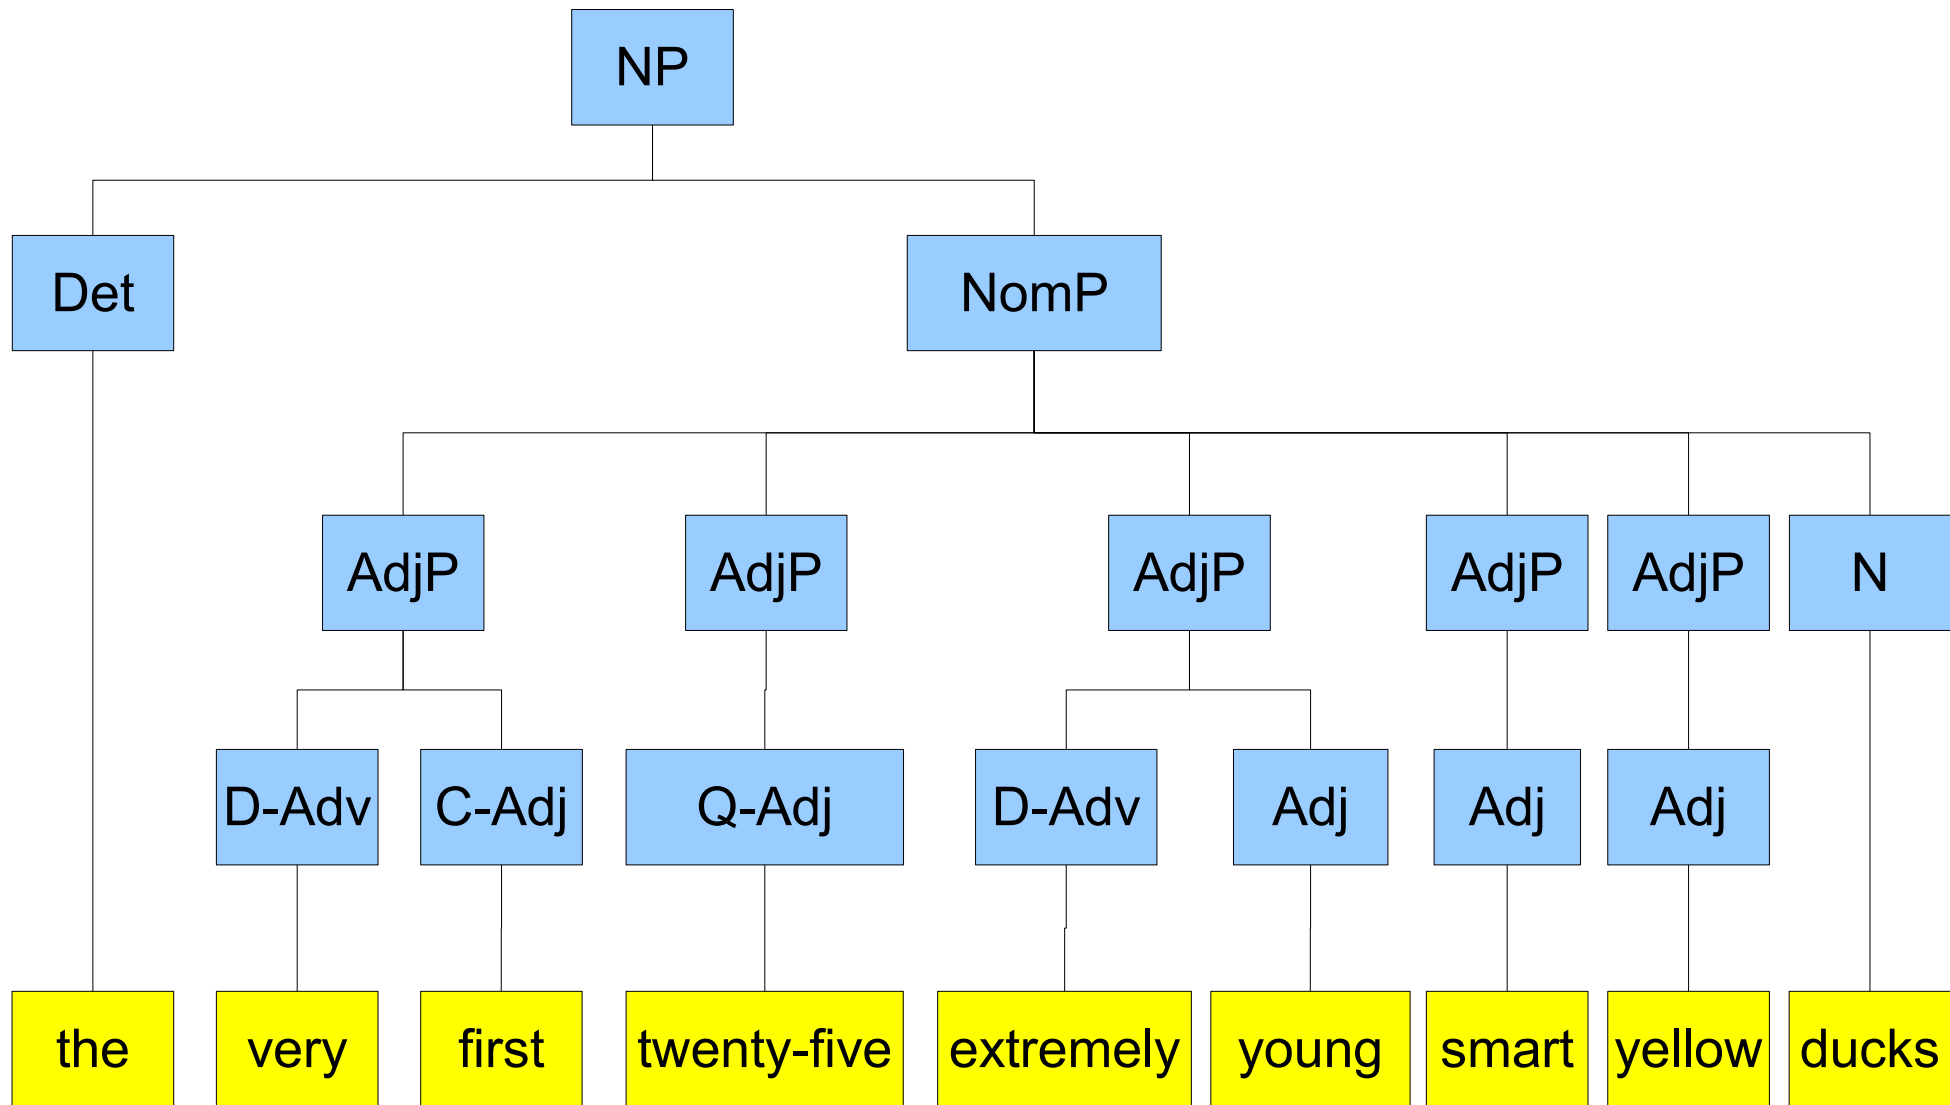 NP
Det NomP
AdjP AdjP AdjP AdjP AdjP N
D-Adv C-Adj Q-Adj D-Adv Adj Adj Adj
the very first twenty-five extremely young smart yellow ducks